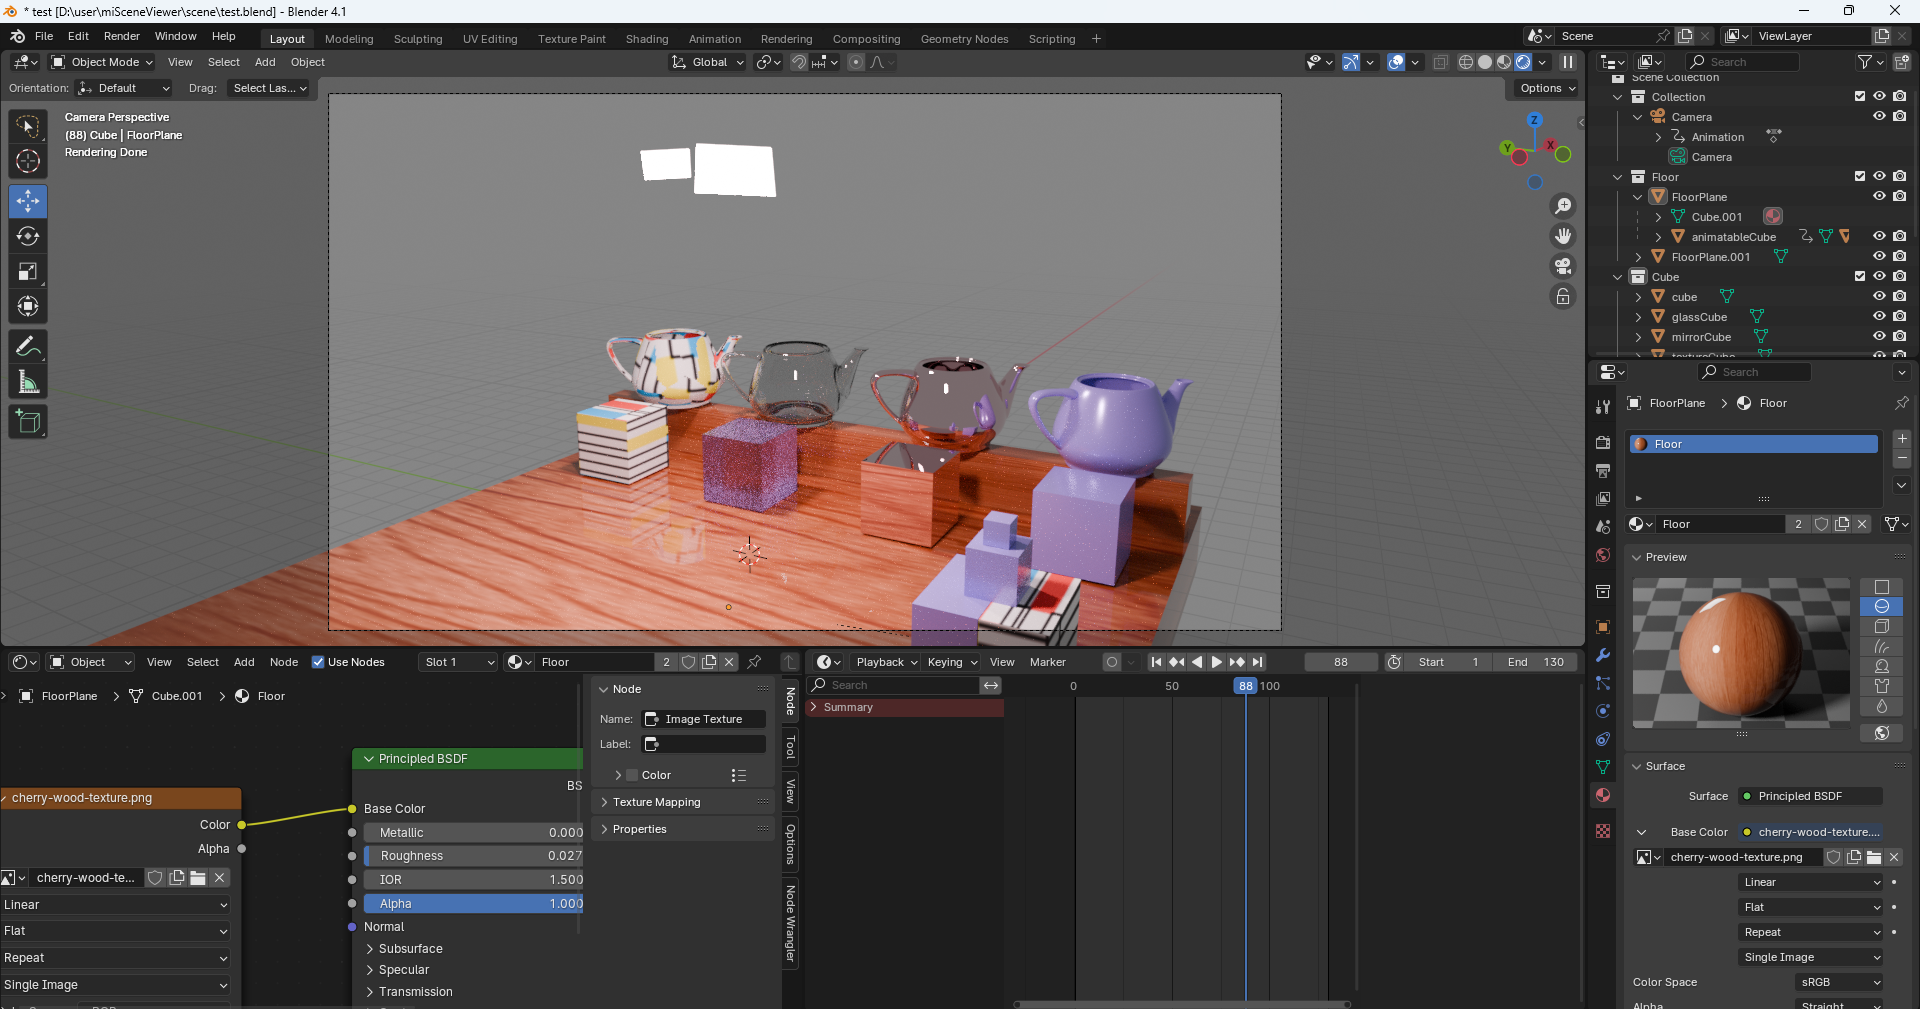 * test [D:\user\miSceneViewer\scene\test.blend] - Blender 4.1
File Edit Render Window Help Layout Modeling Sculpting UV Editing Texture Paint Shading Animation Rendering Compositing Geometry Nodes Scripting + Scene ViewLayer
Object Mode View Select Add Object Global Search
Orientation: Default Drag: Select Las... Options
Camera Perspective
(88) Cube | FloorPlane
Rendering Done
Z
Y
X
Scene Collection
Collection
Camera
Animation
Camera
Floor
FloorPlane
Cube.001
animatableCube
FloorPlane.001
Cube
cube
glassCube
mirrorCube
textureCube
Search
FloorPlane > Floor
Floor
Floor 2
Preview
Surface
Surface Principled BSDF
Base Color cherry-wood-texture....
cherry-wood-texture.png
Linear
Flat
Repeat
Single Image
Color Space sRGB
Alpha Straight
Object View Select Add Node Use Nodes Slot 1 Floor 2
FloorPlane > Cube.001 > Floor
cherry-wood-texture.png
Color
Alpha
cherry-wood-te...
Linear
Flat
Repeat
Single Image
Principled BSDF
BS
Base Color
Metallic 0.000
Roughness 0.027
IOR 1.500
Alpha 1.000
Normal
Subsurface
Specular
Transmission
Node
Name: Image Texture
Label:
Color
Texture Mapping
Properties
Node
Tool
View
Options
Node Wrangler
Playback Keying View Marker 88 Start 1 End 130
Search 0 50 88 100
Summary